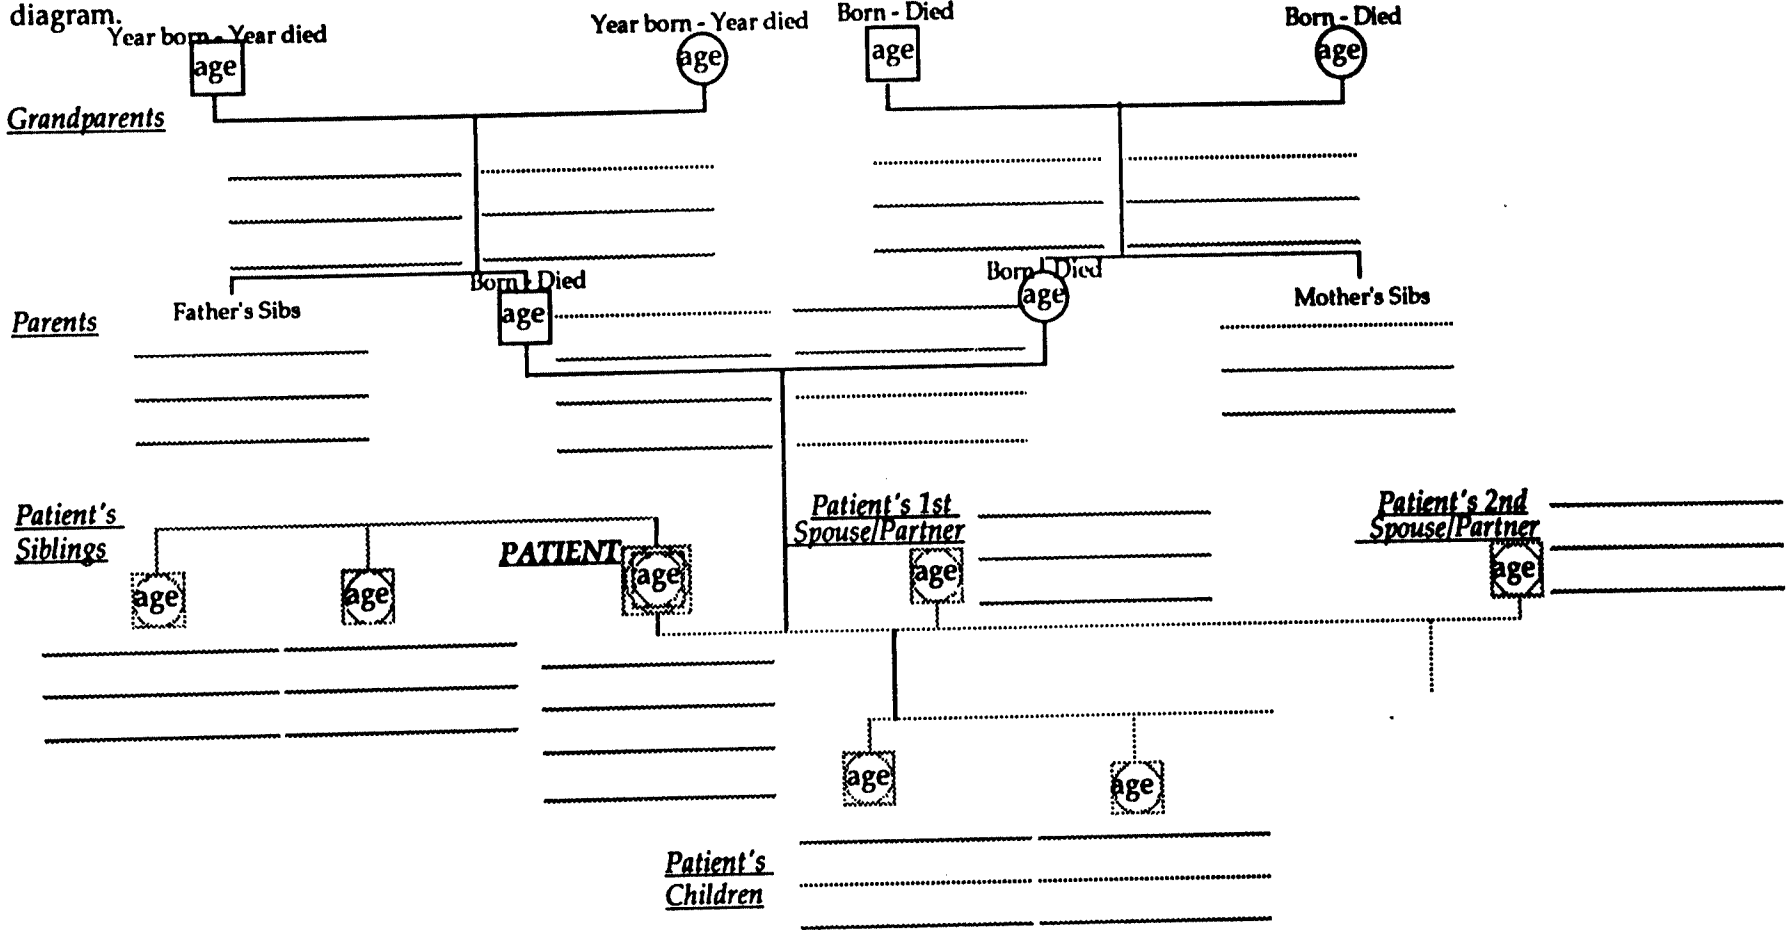 diagram.
Year born - Year died
Year born - Year died
Born - Died
Born - Died
age
age
age
age
Grandparents
Born - Died
Born - Died
Father's Sibs
age
age
Mother's Sibs
Parents
Patient's
Siblings
PATIENT
Patient's 1st
Spouse/Partner
Patient's 2nd
Spouse/Partner
age
age
age
age
age
age
age
Patient's
Children